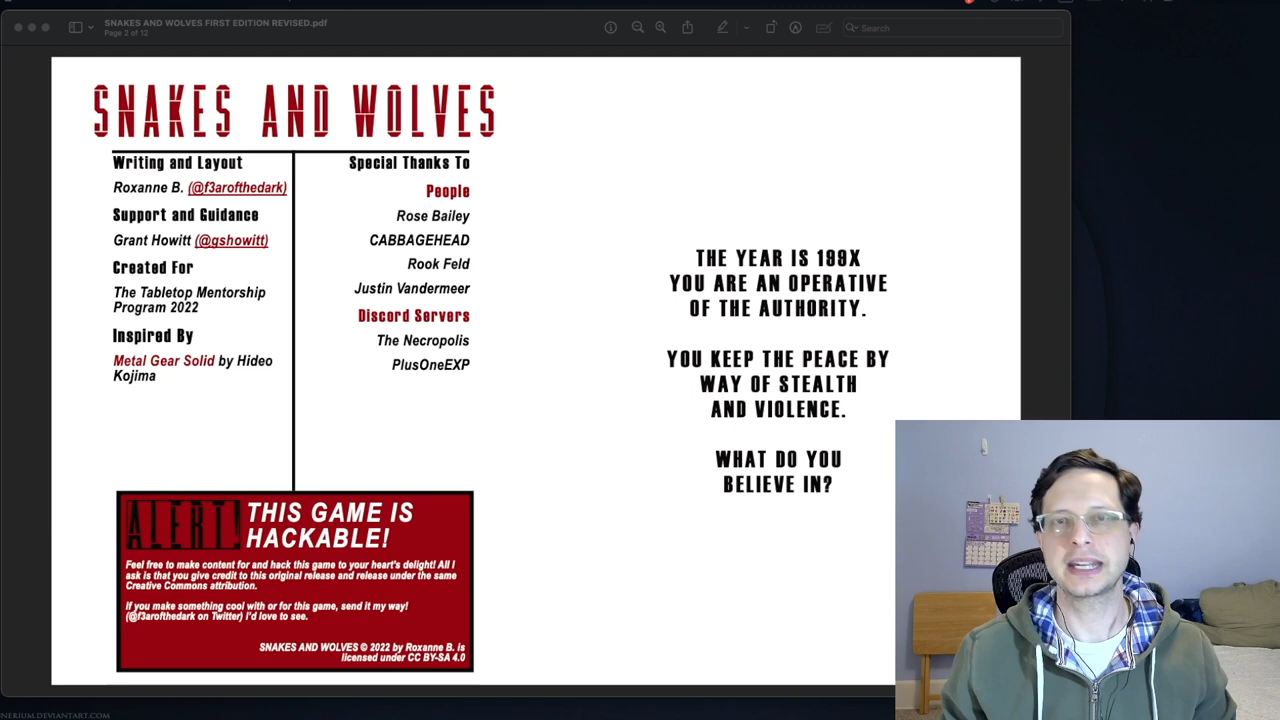 SNAKES AND WOLVES FIRST EDITION REVISED.pdf
Page 2 of 12
Search
SNAKES AND WOLVES
Writing and Layout
Roxanne B. (@f3arofthedark)
Support and Guidance
Grant Howitt (@gshowitt)
Created For
The Tabletop Mentorship
Program 2022
Inspired By
Metal Gear Solid by Hideo
Kojima
Special Thanks To
People
Rose Bailey
CABBAGEHEAD
Rook Feld
Justin Vandermeer
Discord Servers
The Necropolis
PlusOneEXP
ALERT!
THIS GAME IS
HACKABLE!
Feel free to make content for and hack this game to your heart's delight! All I
ask is that you give credit to this original release and release under the same
Creative Commons attribution.
If you make something cool with or for this game, send it my way!
(@f3arofthedark on Twitter) I'd love to see.
SNAKES AND WOLVES © 2022 by Roxanne B. is
licensed under CC BY-SA 4.0
THE YEAR IS 199X
YOU ARE AN OPERATIVE
OF THE AUTHORITY.
YOU KEEP THE PEACE BY
WAY OF STEALTH
AND VIOLENCE.
WHAT DO YOU
BELIEVE IN?
NERIUM.DEVIANTART.COM